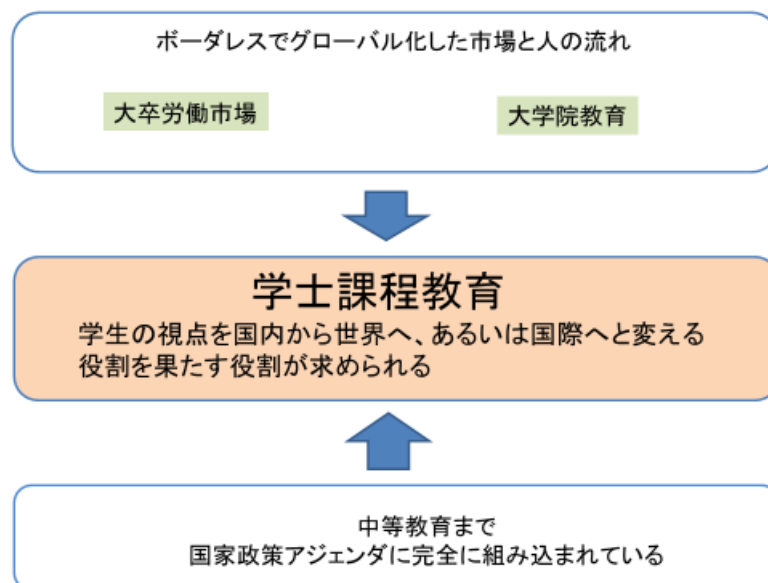 ボーダレスでグローバル化した市場と人の流れ
大卒労働市場
大学院教育
学士課程教育
学生の視点を国内から世界へ、あるいは国際へと変える
役割を果たす役割が求められる
中等教育まで
国家政策アジェンダに完全に組み込まれている